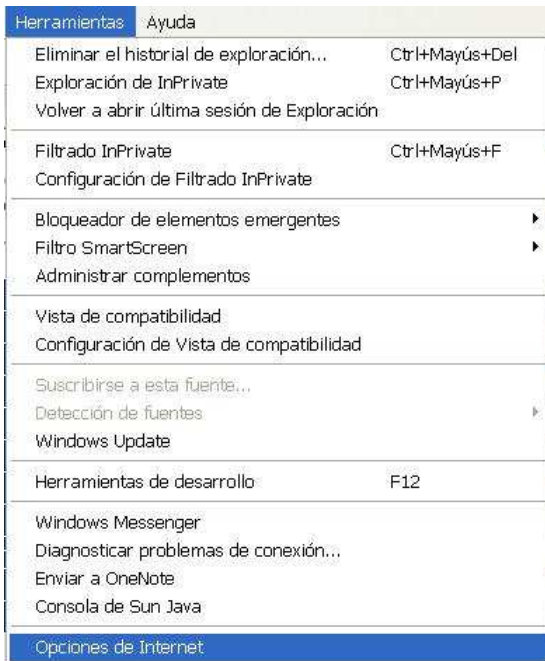 Herramientas Ayuda
Eliminar el historial de exploración... Ctrl+Mayús+Del
Exploración de InPrivate Ctrl+Mayús+P
Volver a abrir última sesión de Exploración
Filtrado InPrivate Ctrl+Mayús+F
Configuración de Filtrado InPrivate
Bloqueador de elementos emergentes
Filtro SmartScreen
Administrar complementos
Vista de compatibilidad
Configuración de Vista de compatibilidad
Suscribirse a esta fuente...
Detección de fuentes
Windows Update
Herramientas de desarrollo F12
Windows Messenger
Diagnosticar problemas de conexión...
Enviar a OneNote
Consola de Sun Java
Opciones de Internet